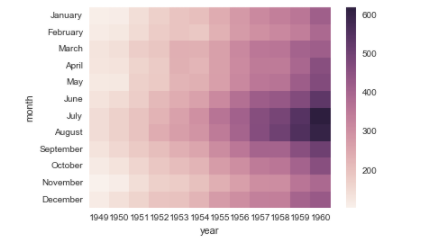 January
February
March
April
May
June
July
August
September
October
November
December
month
1949 1950 1951 1952 1953 1954 1955 1956 1957 1958 1959 1960
year
600
500
400
300
200